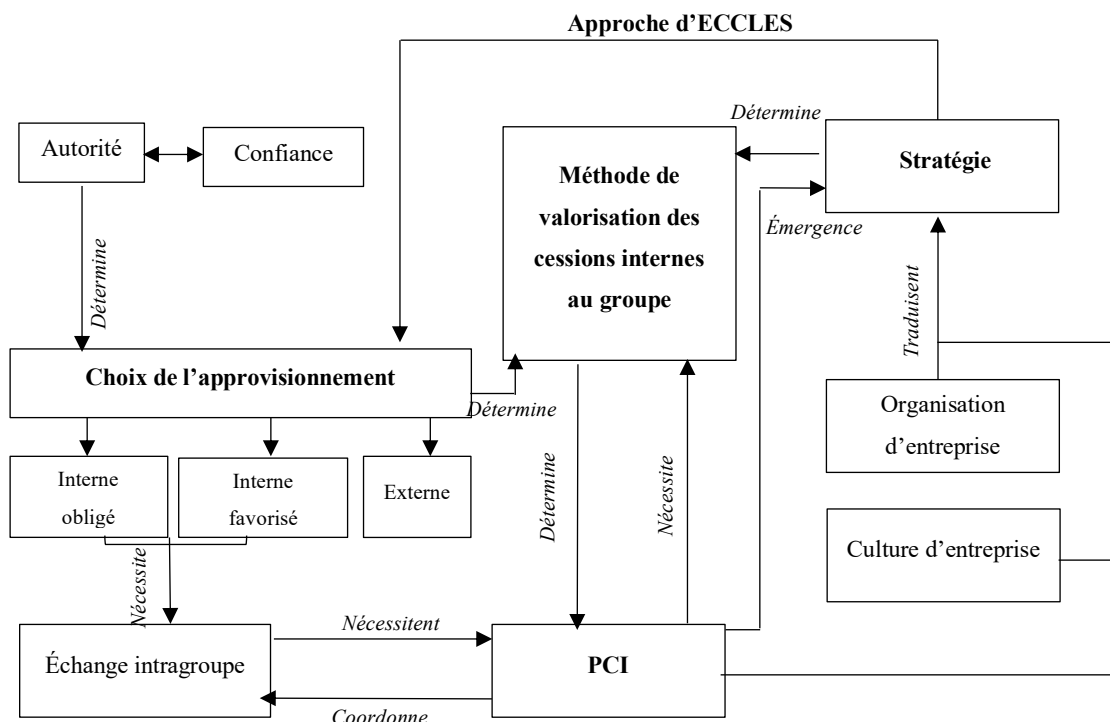 Approche d’ECCLES
Détermine
Autorité
Confiance
Stratégie
Méthode de
valorisation des
cessions internes
au groupe
Émergence
Détermine
Traduisent
Choix de l’approvisionnement
Détermine
Organisation
d’entreprise
Interne
obligé
Interne
favorisé
Externe
Détermine
Nécessite
Culture d’entreprise
Nécessite
Nécessitent
Échange intragroupe
PCI
Coordonne